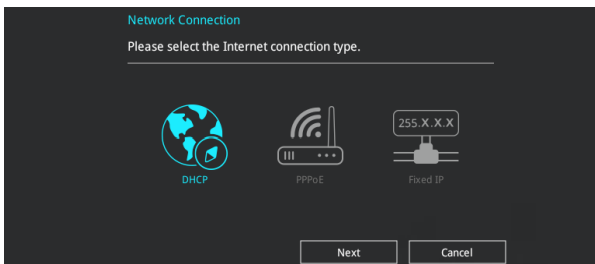 Network Connection
Please select the Internet connection type.
255.X.X.X
DHCP
PPPoE
Fixed IP
Next
Cancel